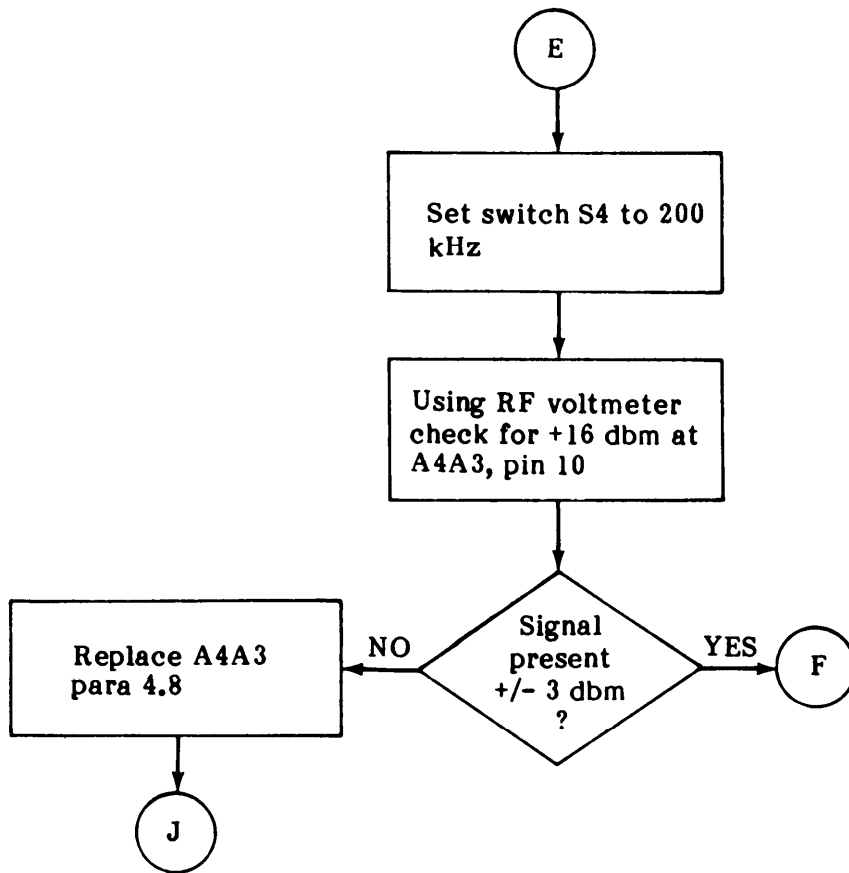 E
Set switch S4 to 200
kHz
Using RF voltmeter
check for +16 dbm at
A4A3, pin 10
Signal
present
+/- 3 dbm
?
NO
YES
Replace A4A3
para 4.8
F
J